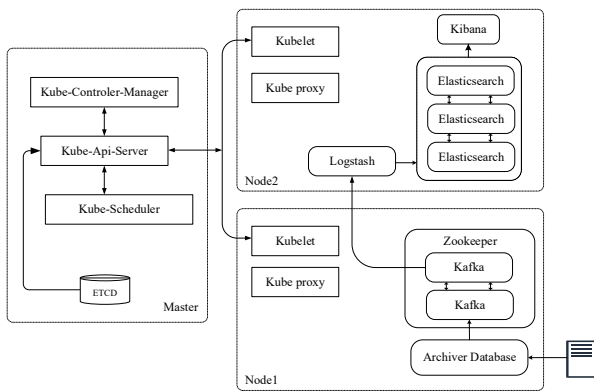 Kube-Controler-Manager
Kube-Api-Server
Kube-Scheduler
ETCD
Master
Kubelet
Kube proxy
Kibana
Elasticsearch
Elasticsearch
Elasticsearch
Logstash
Node2
Kubelet
Kube proxy
Zookeeper
Kafka
Kafka
Archiver Database
Node1